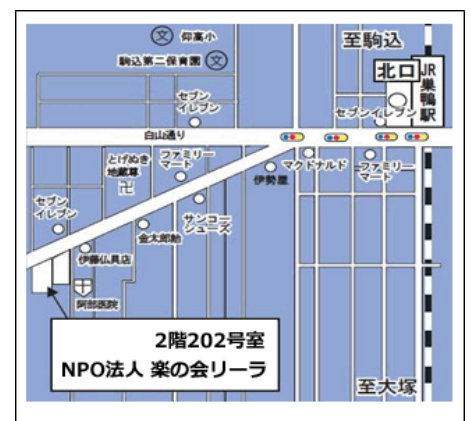 仰高小
至駒込
駒込第二保育園
北口
JR巣鴨駅
セブンイレブン
セブンイレブン
白山通り
とげぬき地蔵尊
ファミリーマート
マクドナルド
ファミリーマート
伊勢屋
セブンイレブン
サンコーシューズ
金太郎飴
伊藤仏具店
阿部医院
2階202号室
NPO法人 楽の会リーラ
至大塚